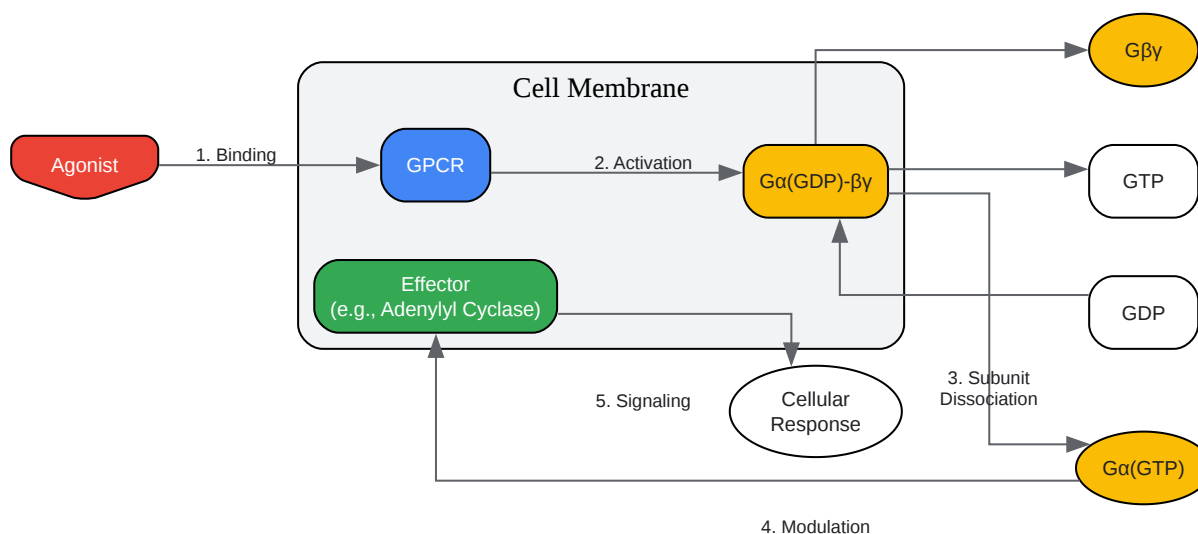 Gβγ
Cell Membrane
Agonist
1. Binding
GPCR
2. Activation
Gα(GDP)-βγ
GTP
Effector
(e.g., Adenylyl Cyclase)
GDP
5. Signaling
Cellular
Response
3. Subunit
Dissociation
Gα(GTP)
4. Modulation